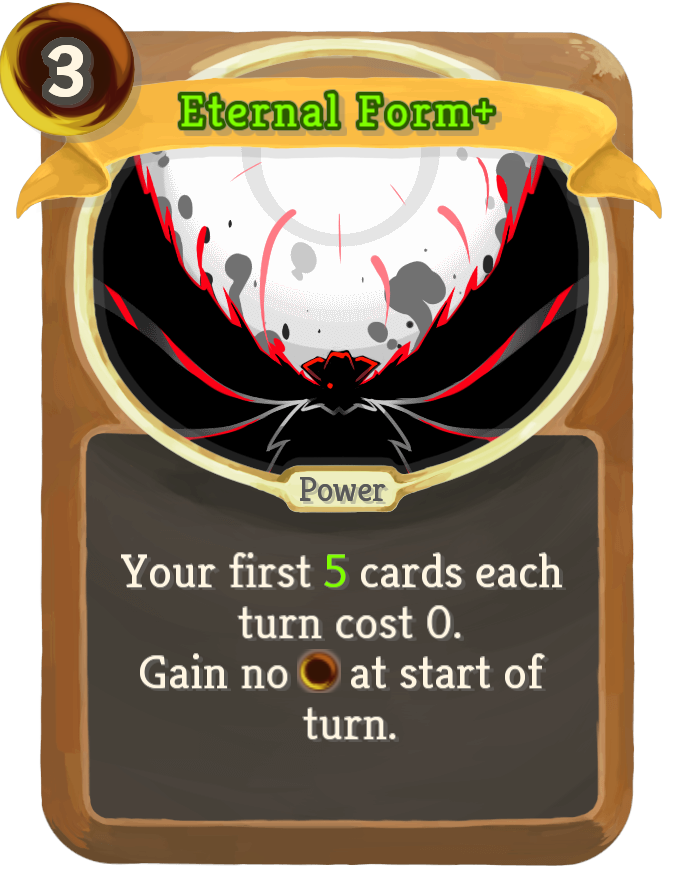 3
Eternal Form+
Power
Your first 5 cards each
turn cost 0.
Gain no at start of
turn.